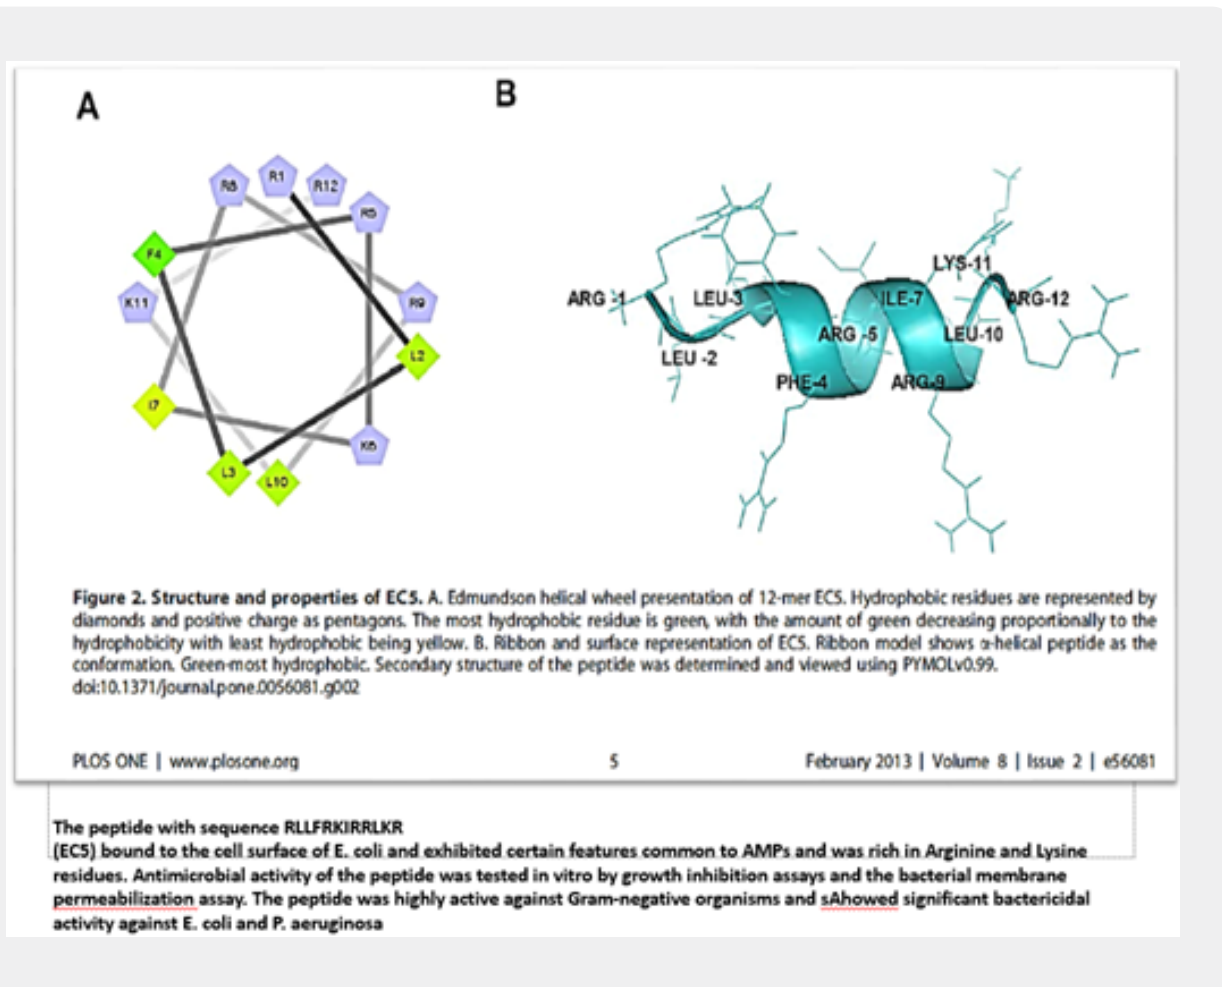 A
B
R8
R1
R12
R5
F4
K11
R9
L2
I7
K6
L3
L10
ARG -1
LEU -2
LEU-3
PHE-4
ARG -5
ILE-7
ARG-9
LYS-11
LEU-10
ARG-12
Figure 2. Structure and properties of EC5. A. Edmundson helical wheel presentation of 12-mer EC5. Hydrophobic residues are represented by
diamonds and positive charge as pentagons. The most hydrophobic residue is green, with the amount of green decreasing proportionally to the
hydrophobicity with least hydrophobic being yellow. B. Ribbon and surface representation of EC5. Ribbon model shows α-helical peptide as the
conformation. Green-most hydrophobic. Secondary structure of the peptide was determined and viewed using PYMOLv0.99.
doi:10.1371/journal.pone.0056081.g002
PLOS ONE | www.plosone.org
5
February 2013 | Volume 8 | Issue 2 | e56081
The peptide with sequence RLLFRKIRRLKR
(EC5) bound to the cell surface of E. coli and exhibited certain features common to AMPs and was rich in Arginine and Lysine
residues. Antimicrobial activity of the peptide was tested in vitro by growth inhibition assays and the bacterial membrane
permeabilization assay. The peptide was highly active against Gram-negative organisms and sAhowed significant bactericidal
activity against E. coli and P. aeruginosa